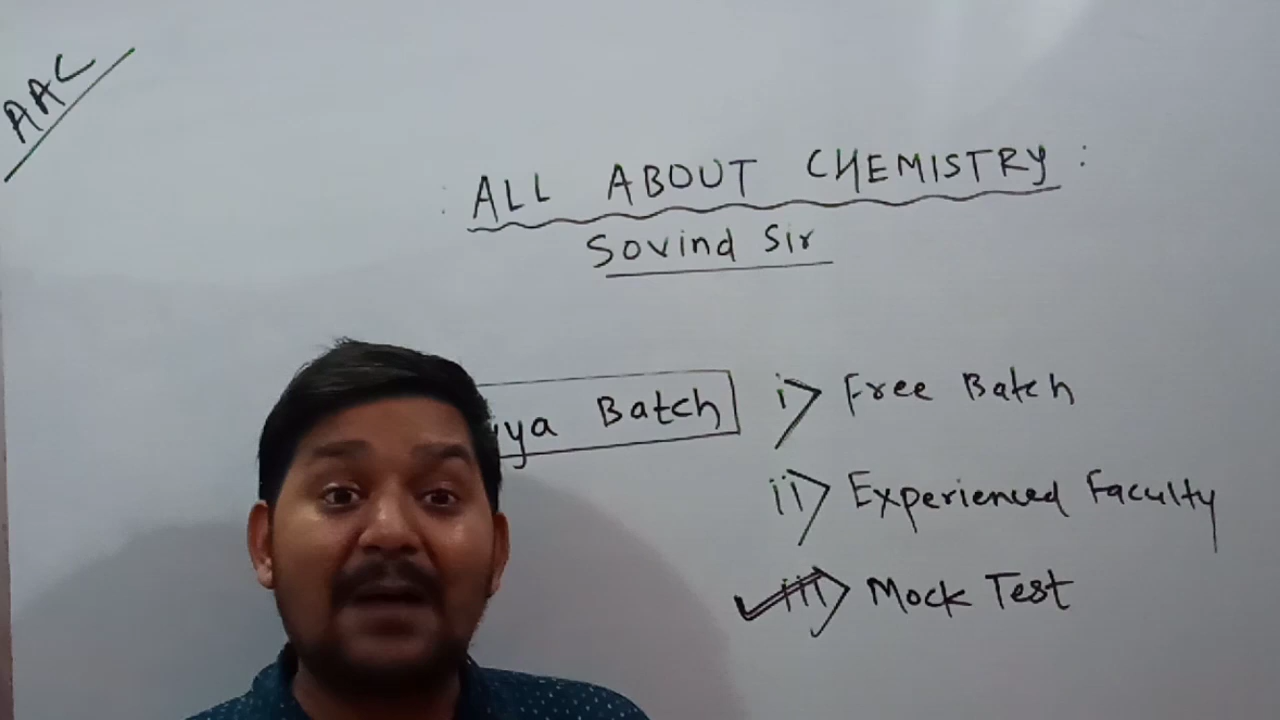 AAC
: ALL ABOUT CHEMISTRY :
Sovind Sir
Batch
i> Free Batch
ii> Experienced Faculty
iii> Mock Test